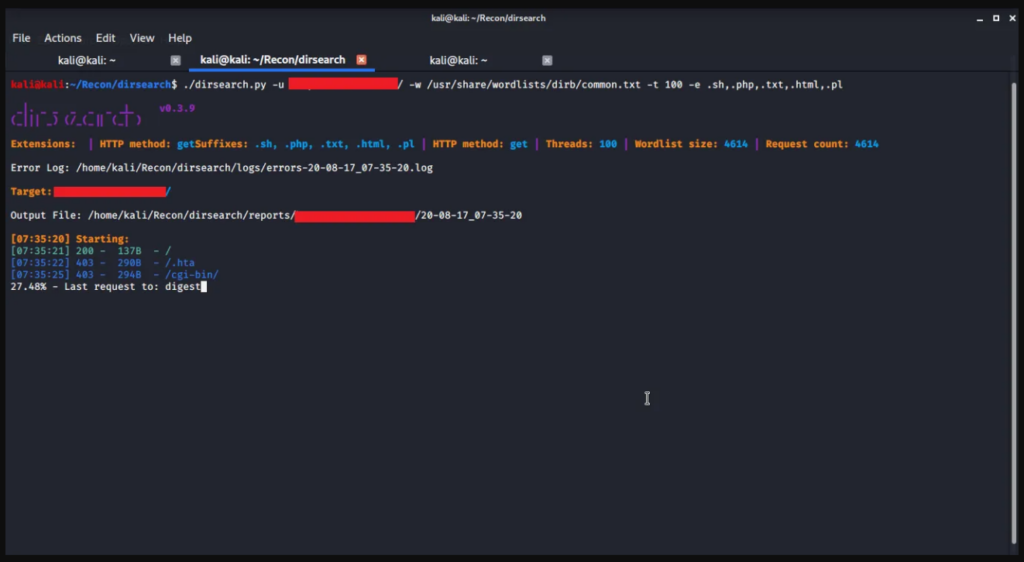 kali@kali: ~/Recon/dirsearch
File Actions Edit View Help
kali@kali: ~ kali@kali: ~/Recon/dirsearch kali@kali: ~
kali@kali:~/Recon/dirsearch$ ./dirsearch.py -u / -w /usr/share/wordlists/dirb/common.txt -t 100 -e .sh,.php,.txt,.html,.pl
dirsearch v0.3.9
Extensions: | HTTP method: getSuffixes: .sh, .php, .txt, .html, .pl | HTTP method: get | Threads: 100 | Wordlist size: 4614 | Request count: 4614
Error Log: /home/kali/Recon/dirsearch/logs/errors-20-08-17_07-35-20.log
Target: /
Output File: /home/kali/Recon/dirsearch/reports/ /20-08-17_07-35-20
[07:35:20] Starting:
[07:35:21] 200 - 137B - /
[07:35:22] 403 - 290B - /.hta
[07:35:25] 403 - 294B - /cgi-bin/
27.48% - Last request to: digest